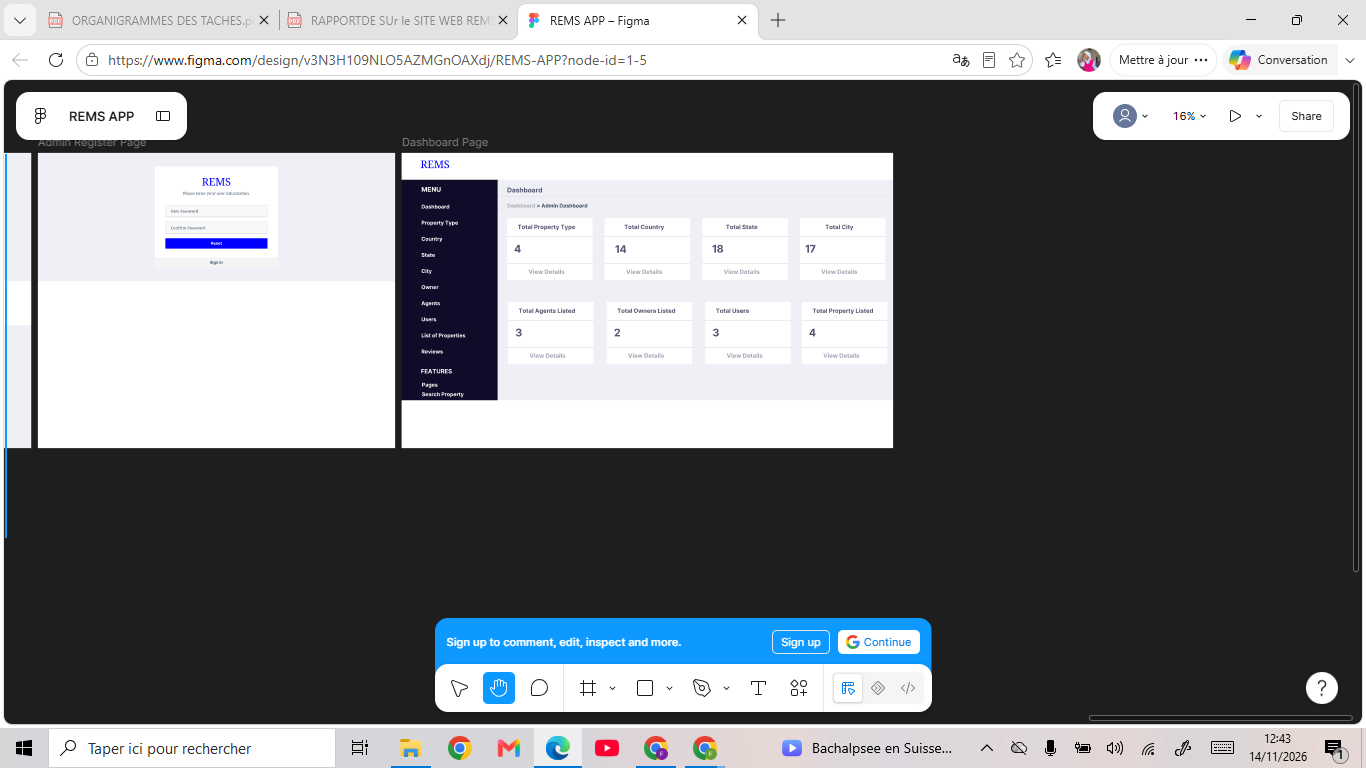 ORGANIGRAMMES DES TACHES.p
RAPPORTDE SUr le SITE WEB REMS
REMS APP – Figma
https://www.figma.com/design/v3N3H109NLO5AZMGnOAXdj/REMS-APP?node-id=1-5
Mettre à jour
Conversation
REMS APP
16%
Share
Admin Register Page
REMS
Please enter your user information.
New Password
Confirm Password
Reset
Sign in
Dashboard Page
REMS
MENU
Dashboard
Property Type
Country
State
City
Owner
Agents
Users
List of Properties
Reviews
FEATURES
Pages
Search Property
Dashboard
Dashboard > Admin Dashboard
Total Property Type
4
View Details
Total Country
14
View Details
Total State
18
View Details
Total City
17
View Details
Total Agents Listed
3
View Details
Total Owners Listed
2
View Details
Total Users
3
View Details
Total Property Listed
4
View Details
Sign up to comment, edit, inspect and more.
Sign up
Continue
Taper ici pour rechercher
Bachalpsee en Suisse...
12:43
14/11/2026
1